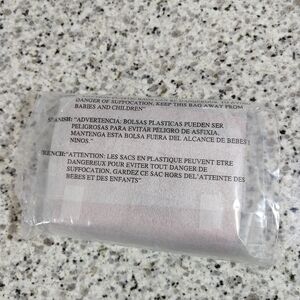 DANGER OF SUFFOCATION, KEEP THIS BAG AWAY FROM
BABIES AND CHILDREN"
SPANISH: "ADVERTENCIA: BOLSAS PLASTICAS PUEDEN SER
PELIGROSAS PARA EVITAR PELIGRO DE ASFIXIA,
MANTENGA ESTA BOLSA FUERA DEL ALCANCE DE BEBES
NINOS."
FRENCH: "ATTENTION: LES SACS EN PLASTIQUE PEUVENT ETRE
DANGEREUX POUR EVITER TOUT DANGER DE
SUFFOCATION, GARDEZ CE SAC HORS DEL'ATTEINTE DES
BEBES ET DES ENFANTS"